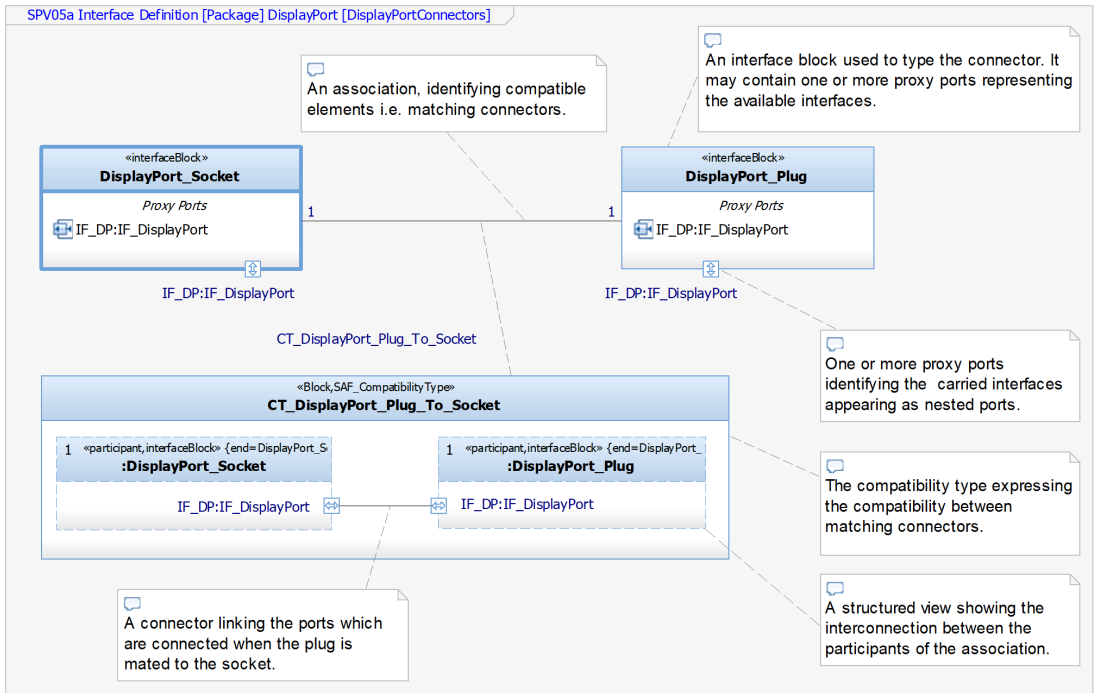 SPV05a Interface Definition [Package] DisplayPort [DisplayPortConnectors]
An association, identifying compatible
elements i.e. matching connectors.
An interface block used to type the connector. It
may contain one or more proxy ports representing
the available interfaces.
«interfaceBlock»
DisplayPort_Socket
Proxy Ports
IF_DP:IF_DisplayPort
1
1
«interfaceBlock»
DisplayPort_Plug
Proxy Ports
IF_DP:IF_DisplayPort
IF_DP:IF_DisplayPort
IF_DP:IF_DisplayPort
CT_DisplayPort_Plug_To_Socket
One or more proxy ports
identifying the carried interfaces
appearing as nested ports.
«Block,SAF_CompatibilityType»
CT_DisplayPort_Plug_To_Socket
1 «participant,interfaceBlock» {end=DisplayPort_S
:DisplayPort_Socket
IF_DP:IF_DisplayPort
1 «participant,interfaceBlock» {end=DisplayPort_
:DisplayPort_Plug
IF_DP:IF_DisplayPort
The compatibility type expressing
the compatibility between
matching connectors.
A connector linking the ports which
are connected when the plug is
mated to the socket.
A structured view showing the
interconnection between the
participants of the association.